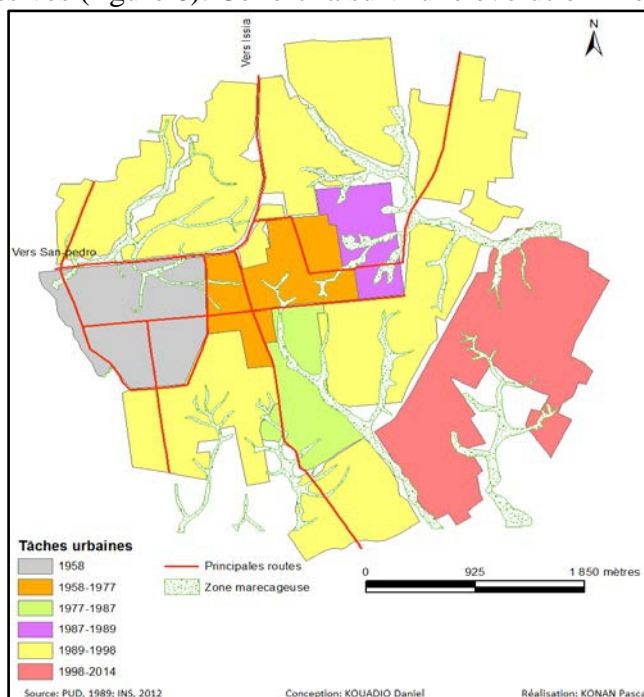 N
Vers Issia
Vers San-pedro
Tâches urbaines
1958
1958-1977
1977-1987
1987-1989
1989-1998
1998-2014
Principales routes
Zone marecageuse
0 925 1 850 mètres
Source: PUD, 1989; INS, 2012 Conception: KOUADIO Daniel Réalisation: KONAN